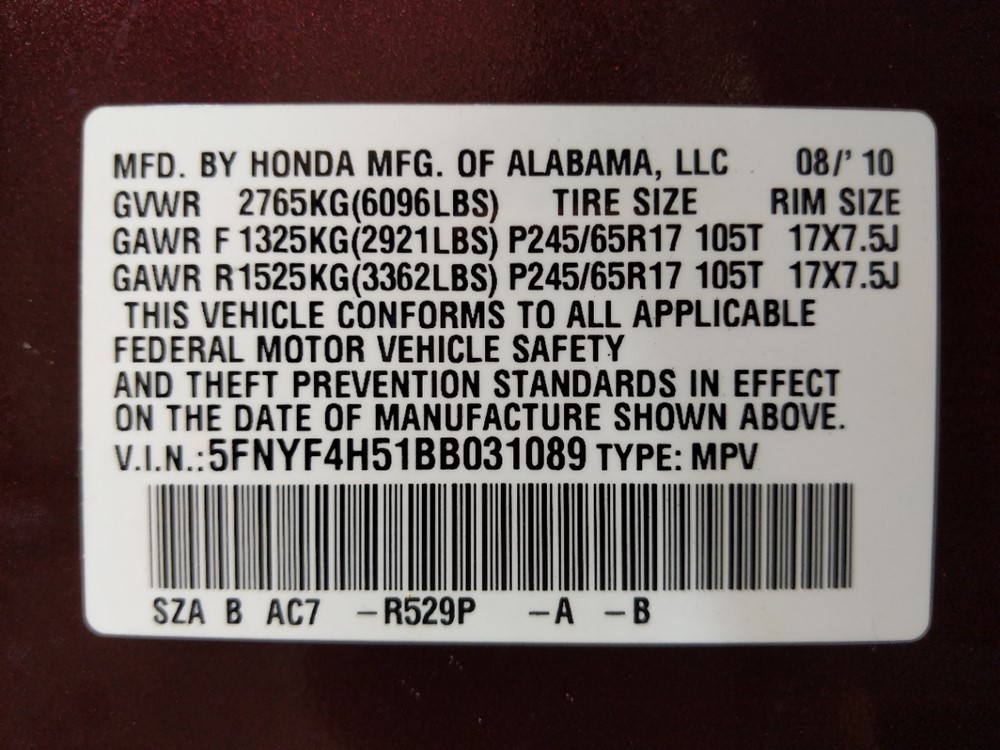 MFD. BY HONDA MFG. OF ALABAMA, LLC 08/' 10
GVWR 2765KG(6096LBS) TIRE SIZE RIM SIZE
GAWR F 1325KG(2921LBS) P245/65R17 105T 17X7.5J
GAWR R1525KG(3362LBS) P245/65R17 105T 17X7.5J
THIS VEHICLE CONFORMS TO ALL APPLICABLE
FEDERAL MOTOR VEHICLE SAFETY
AND THEFT PREVENTION STANDARDS IN EFFECT
ON THE DATE OF MANUFACTURE SHOWN ABOVE.
V.I.N.:5FNYF4H51BB031089 TYPE: MPV
SZA B AC7 –R529P –A –B